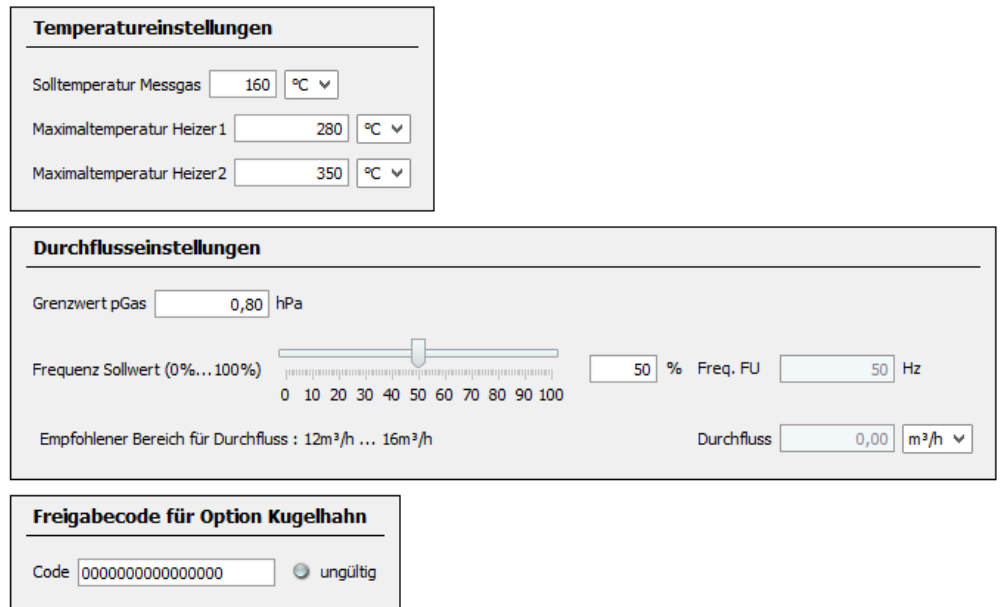 Temperatureinstellungen
Solltemperatur Messgas 160 °C
Maximaltemperatur Heizer1 280 °C
Maximaltemperatur Heizer2 350 °C
Durchflusseinstellungen
Grenzwert pGas 0,80 hPa
Frequenz Sollwert (0%...100%) 50 % Freq. FU 50 Hz
0 10 20 30 40 50 60 70 80 90 100
Empfohlener Bereich für Durchfluss : 12m³/h ... 16m³/h Durchfluss 0,00 m³/h
Freigabecode für Option Kugelhahn
Code 0000000000000000 ungültig